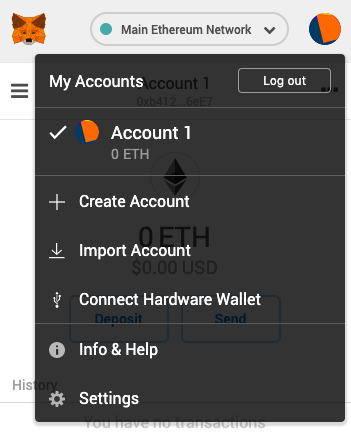 Main Ethereum Network
My Accounts
Log out
Account 1
0xb412...6eE7
Account 1
0 ETH
Create Account
0 ETH
Import Account
$0.00 USD
Connect Hardware Wallet
Deposit
Send
Info & Help
History
Settings
You have no transactions